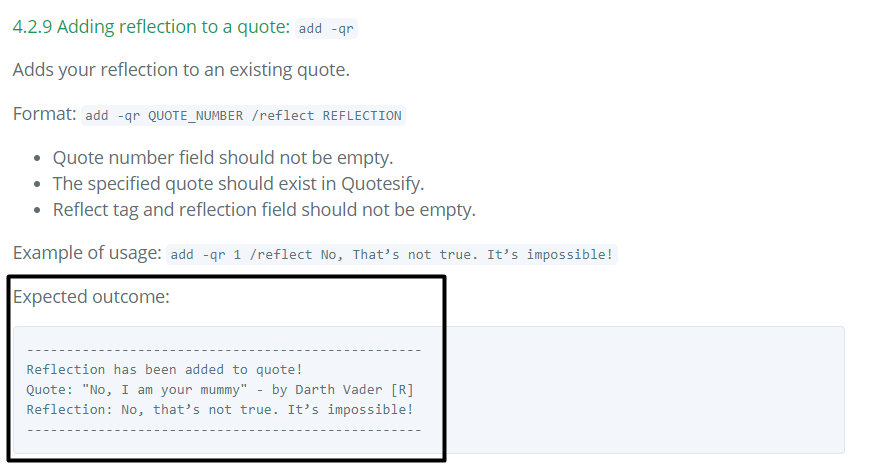 4.2.9 Adding reflection to a quote: add -qr
Adds your reflection to an existing quote.
Format: add -qr QUOTE_NUMBER /reflect REFLECTION
• Quote number field should not be empty.
• The specified quote should exist in Quotesify.
• Reflect tag and reflection field should not be empty.
Example of usage: add -qr 1 /reflect No, That’s not true. It’s impossible!
Expected outcome:
--------------------------------------------------
Reflection has been added to quote!
Quote: "No, I am your mummy" - by Darth Vader [R]
Reflection: No, that’s not true. It’s impossible!
--------------------------------------------------